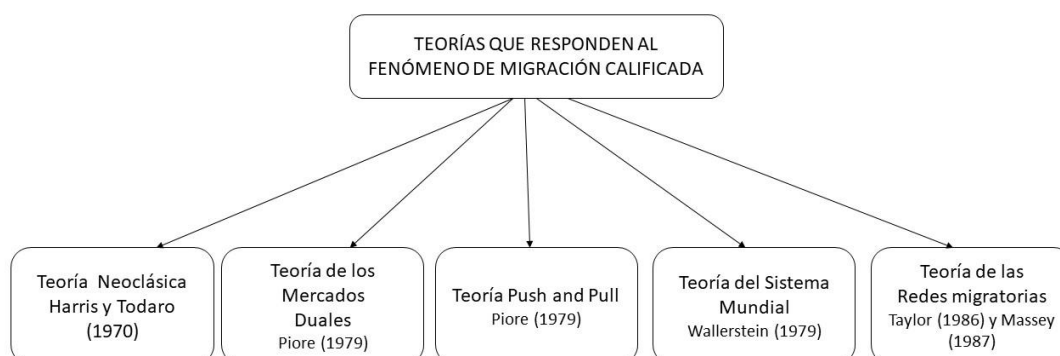 TEORÍAS QUE RESPONDEN AL
FENÓMENO DE MIGRACIÓN CALIFICADA
Teoría Neoclásica
Harris y Todaro
(1970)
Teoría de los
Mercados
Duales
Piore (1979)
Teoría Push and Pull
Piore (1979)
Teoría del Sistema
Mundial
Wallerstein (1979)
Teoría de las
Redes migratorias
Taylor (1986) y Massey
(1987)